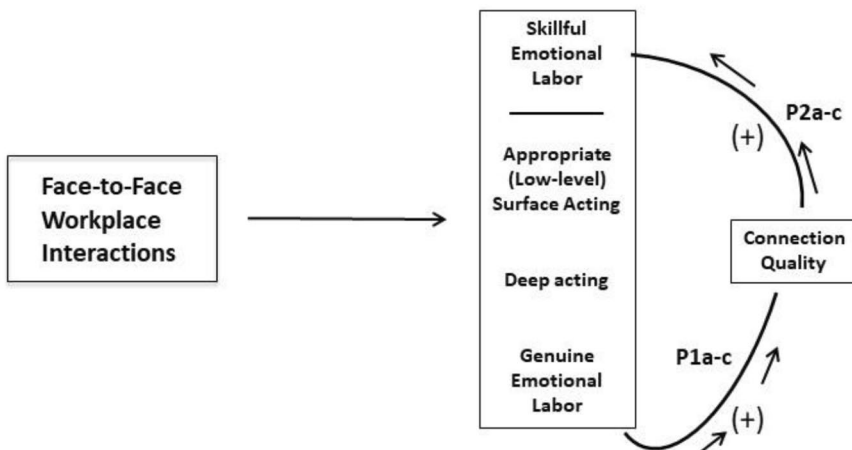 Face-to-Face
Workplace
Interactions
Skillful
Emotional
Labor
Appropriate
(Low-level)
Surface Acting
Deep acting
Genuine
Emotional
Labor
P2a-c
(+)
Connection
Quality
P1a-c
(+)